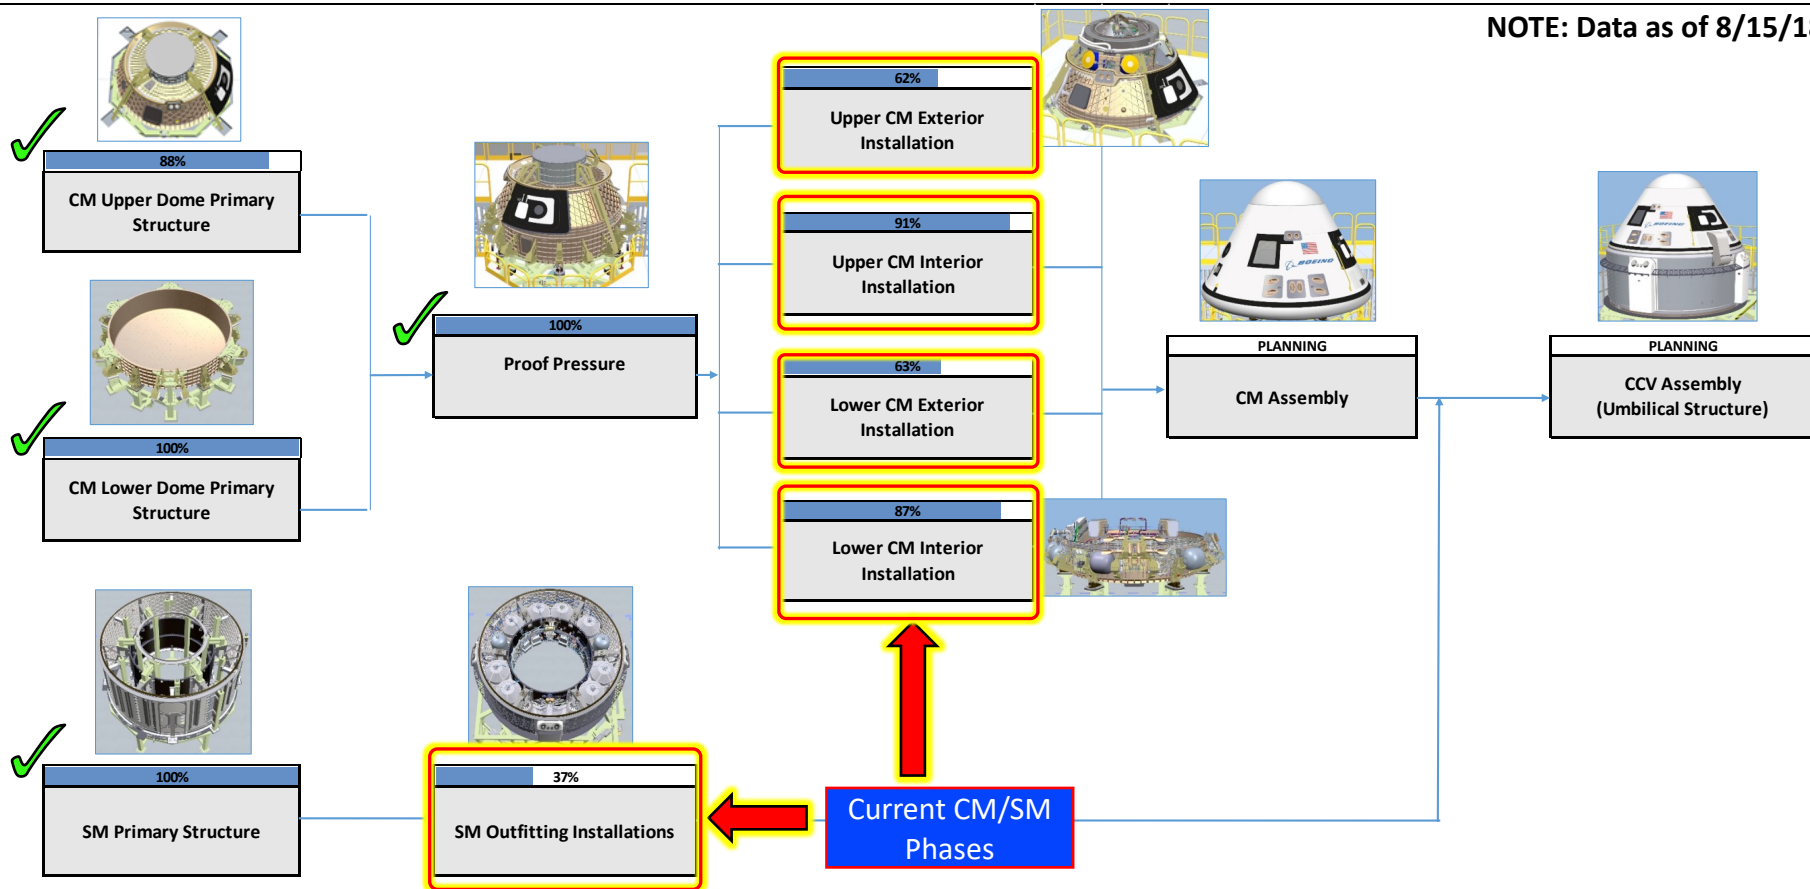 NOTE: Data as of 8/15/18
88%
CM Upper Dome Primary
Structure
100%
CM Lower Dome Primary
Structure
100%
Proof Pressure
62%
Upper CM Exterior
Installation
91%
Upper CM Interior
Installation
63%
Lower CM Exterior
Installation
87%
Lower CM Interior
Installation
BOEING
PLANNING
CM Assembly
BOEING
PLANNING
CCV Assembly
(Umbilical Structure)
100%
SM Primary Structure
37%
SM Outfitting Installations
Current CM/SM
Phases